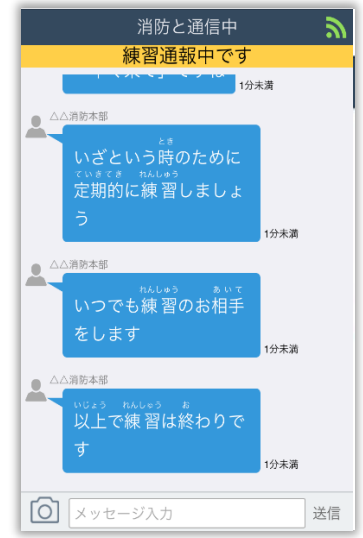 消防と通信中
練習通報中です
1分未満
△△消防本部
とき
いざという時のために
ていきてき れんしゅう
定期的に練習しましょ
う
1分未満
△△消防本部
れんしゅう あいて
いつでも練習のお相手
をします
1分未満
△△消防本部
いじょう れんしゅう お
以上で練習は終わりで
す
1分未満
メッセージ入力
送信